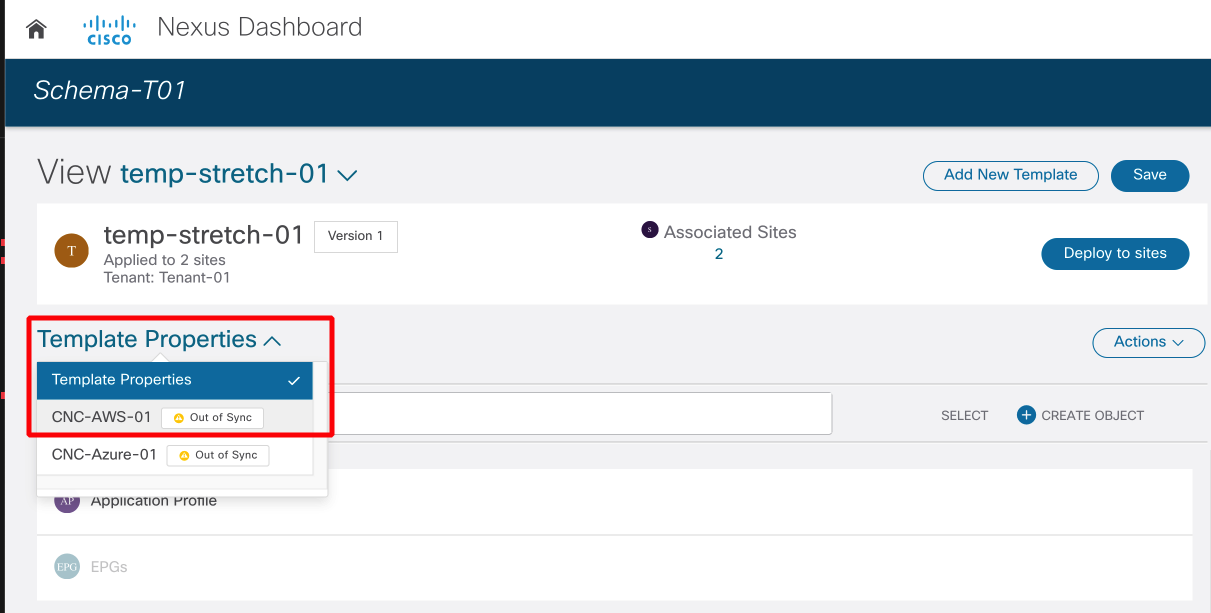 cisco Nexus Dashboard
Schema-T01
View temp-stretch-01
Add New Template
Save
T
temp-stretch-01
Version 1
Applied to 2 sites
Tenant: Tenant-01
S
Associated Sites
2
Deploy to sites
Template Properties
Actions
Template Properties
CNC-AWS-01
Out of Sync
SELECT
CREATE OBJECT
CNC-Azure-01
Out of Sync
AP
Application Profile
EPG
EPGs